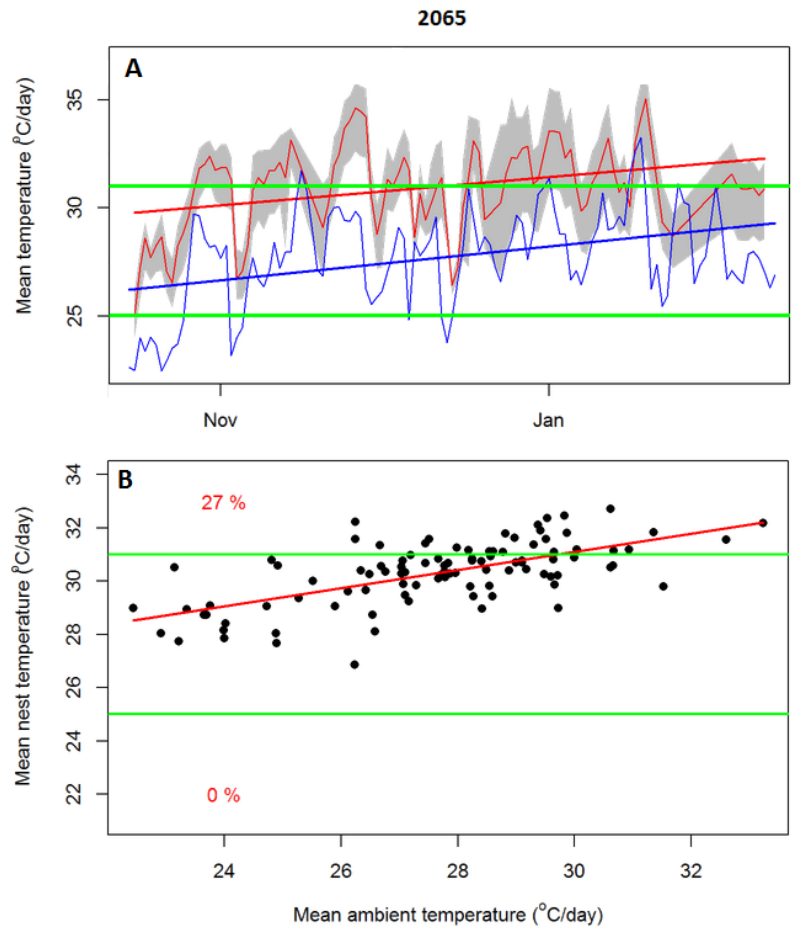 2065
A
Mean temperature (°C/day)
35
30
25
Nov Jan
B
27 %
Mean nest temperature (°C/day)
34
32
30
28
26
24
22
0 %
24 26 28 30 32
Mean ambient temperature (°C/day)